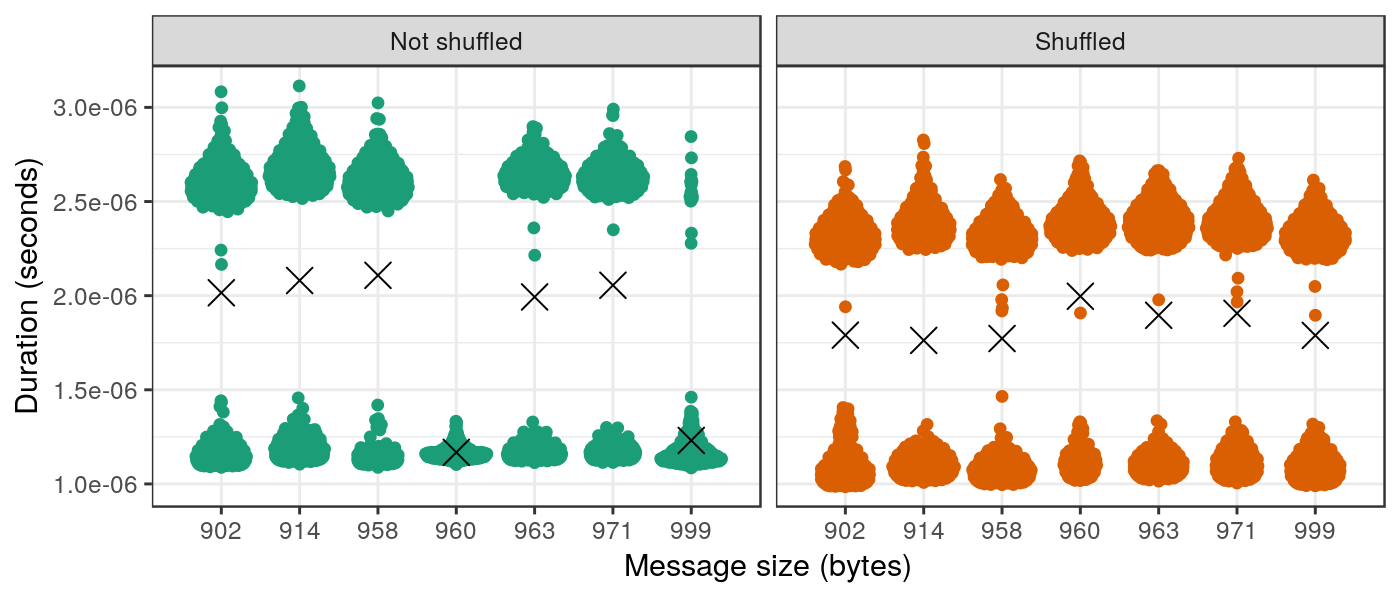 Not shuffled
Shuffled
Duration (seconds)
3.0e-06
2.5e-06
2.0e-06
1.5e-06
1.0e-06
902 914 958 960 963 971 999
902 914 958 960 963 971 999
Message size (bytes)